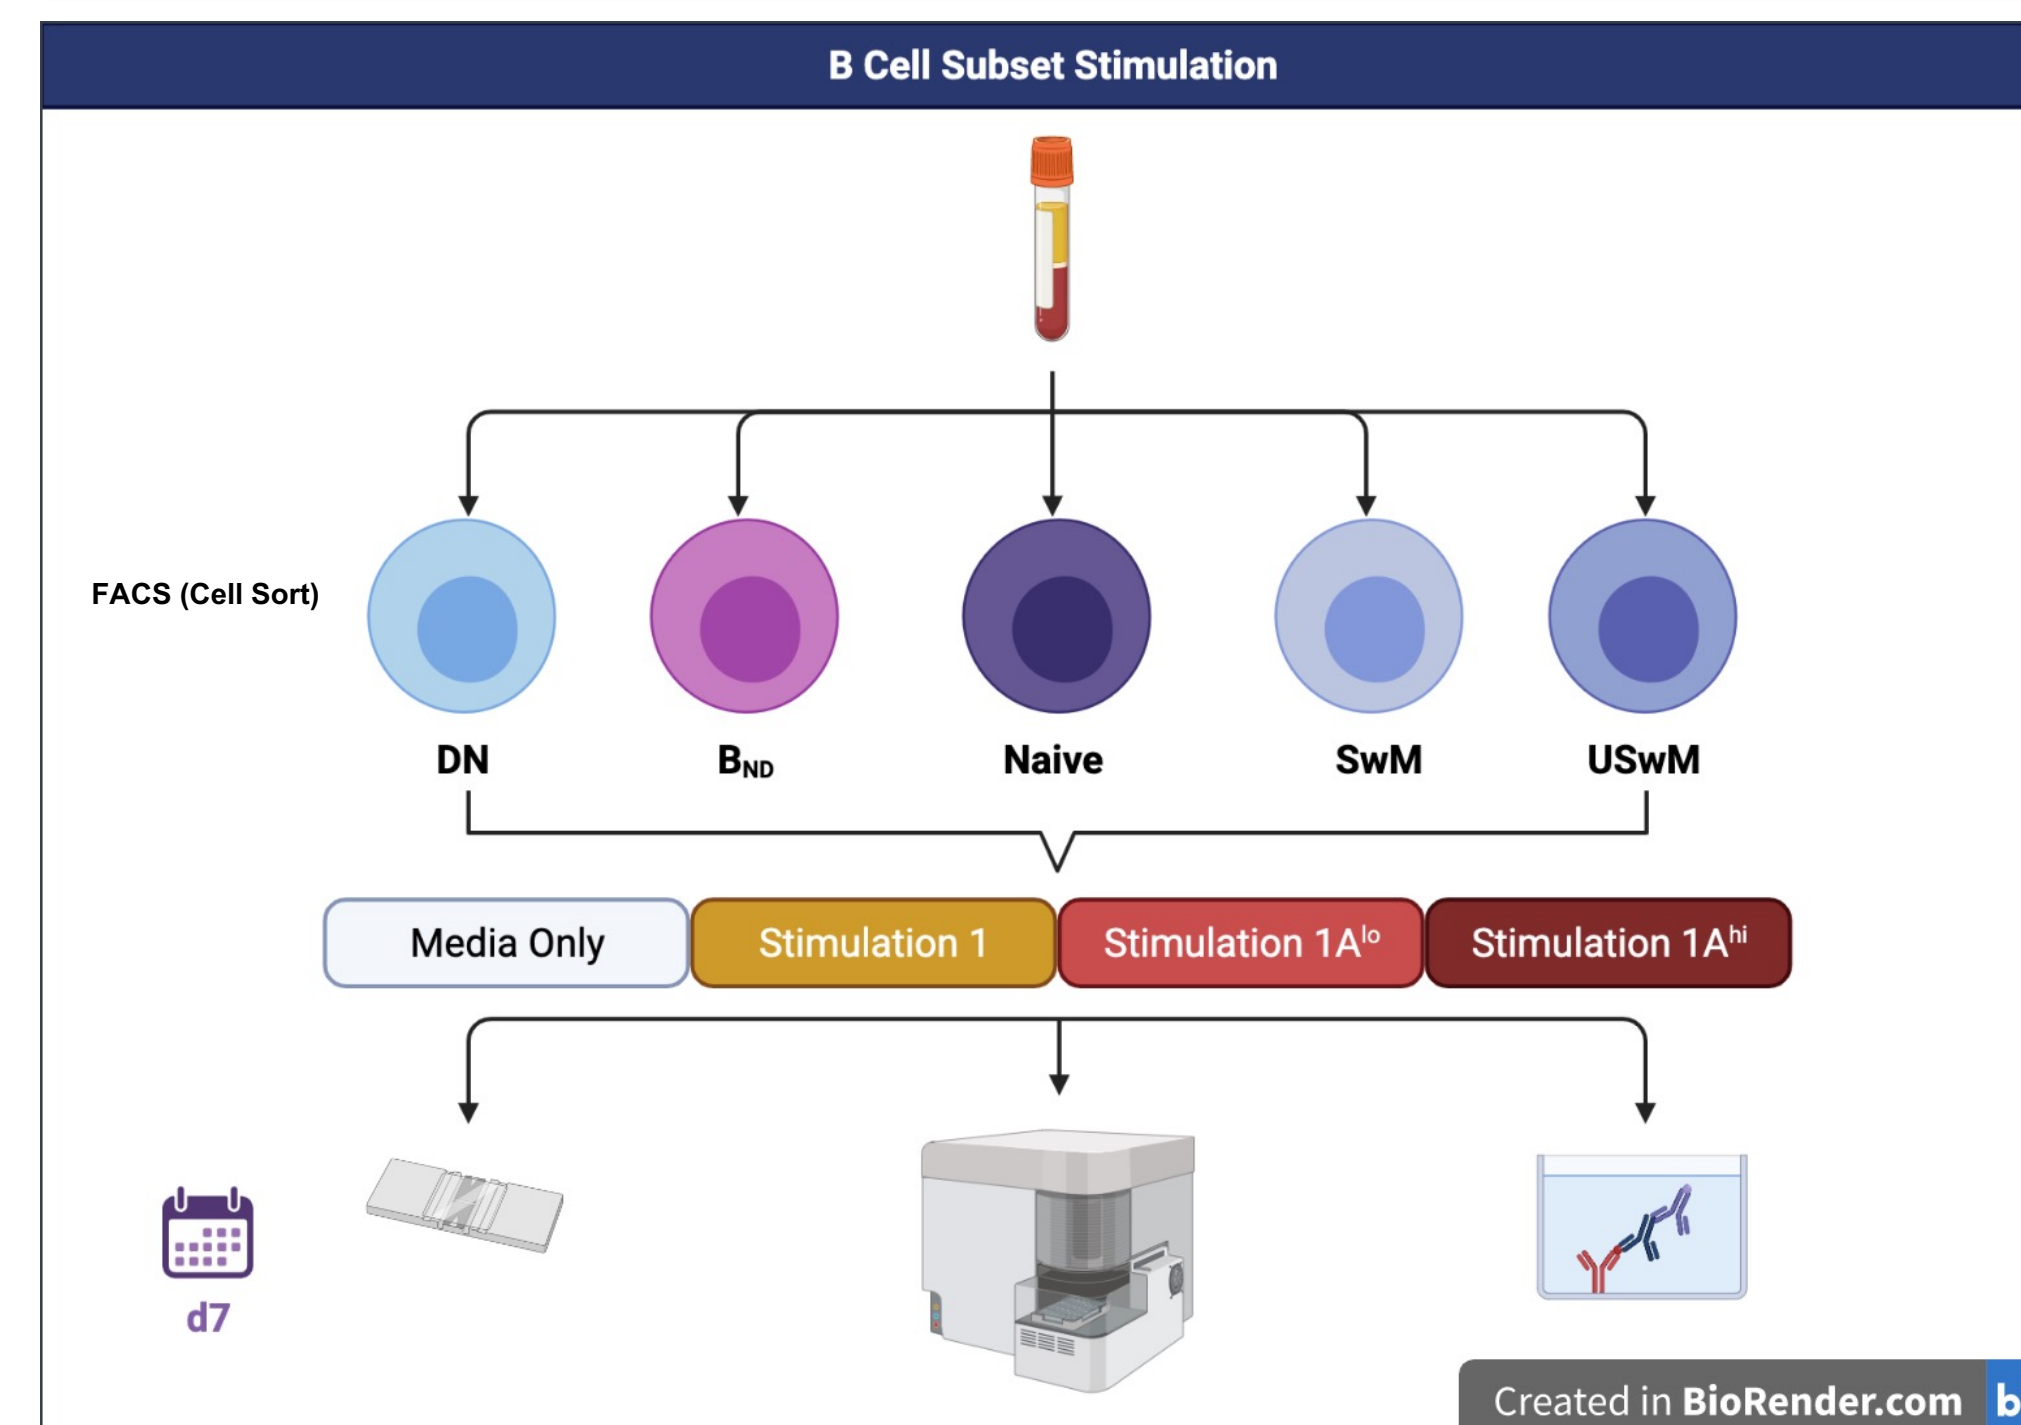 B Cell Subset Stimulation
FACS (Cell Sort)
DN
BND
Naive
SwM
USwM
Media Only
Stimulation 1
Stimulation 1Alo
Stimulation 1Ahi
d7
Created in BioRender.com b